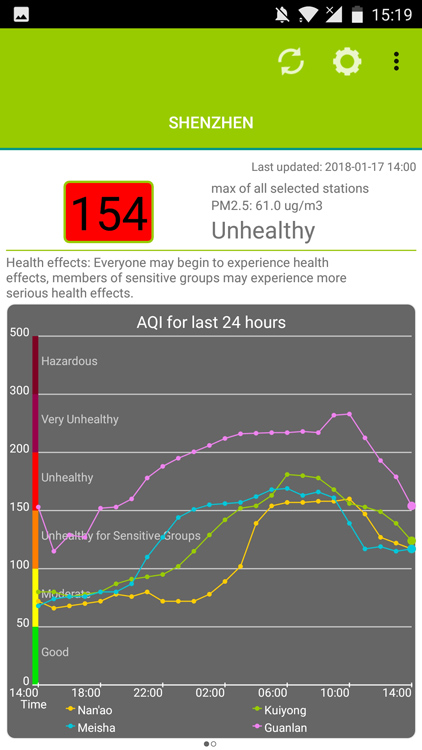 15:19
SHENZHEN
Last updated: 2018-01-17 14:00
154
max of all selected stations
PM2.5: 61.0 ug/m3
Unhealthy
Health effects: Everyone may begin to experience health
effects, members of sensitive groups may experience more
serious health effects.
AQI for last 24 hours
500
Hazardous
300
Very Unhealthy
200
Unhealthy
150
Unhealthy for Sensitive Groups
100
Moderate
50
Good
0
14:00 18:00 22:00 02:00 06:00 10:00 14:00
Time
Nan'ao Kuiyong
Meisha Guanlan